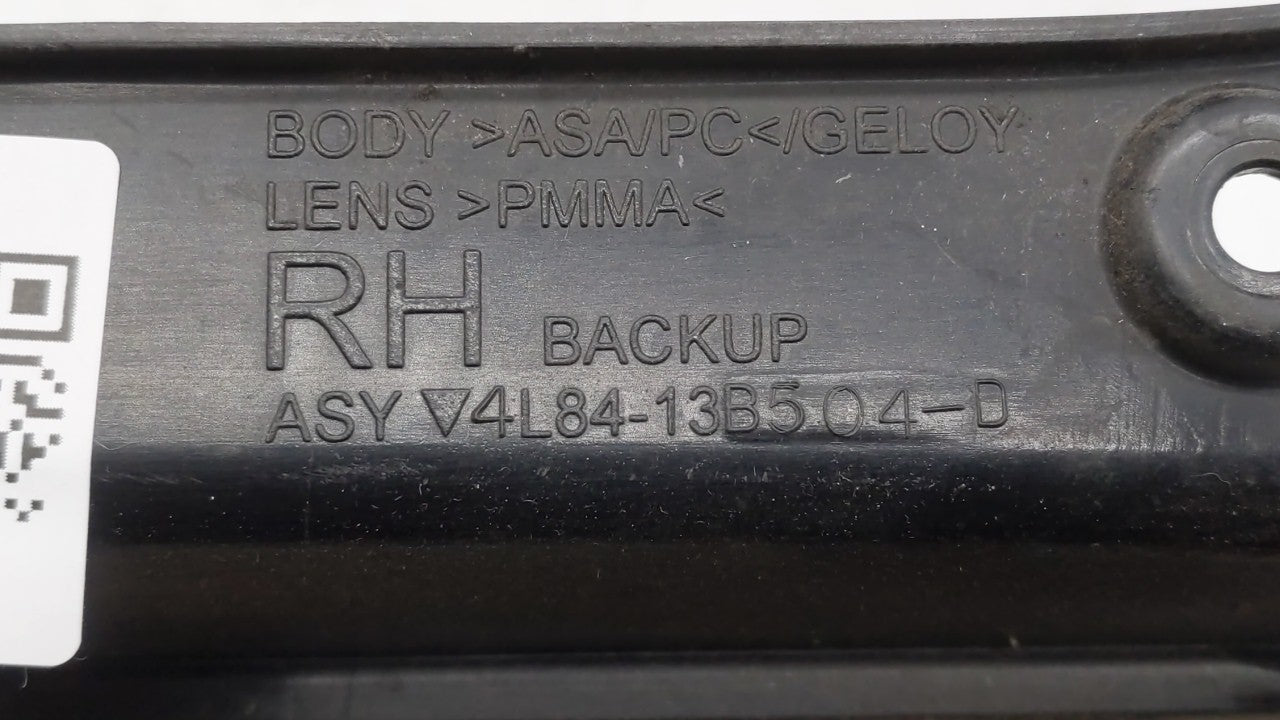 BODY >ASA/PC</GELOY
LENS >PMMA<
RH BACKUP
ASY ▽4L84-13B504-D